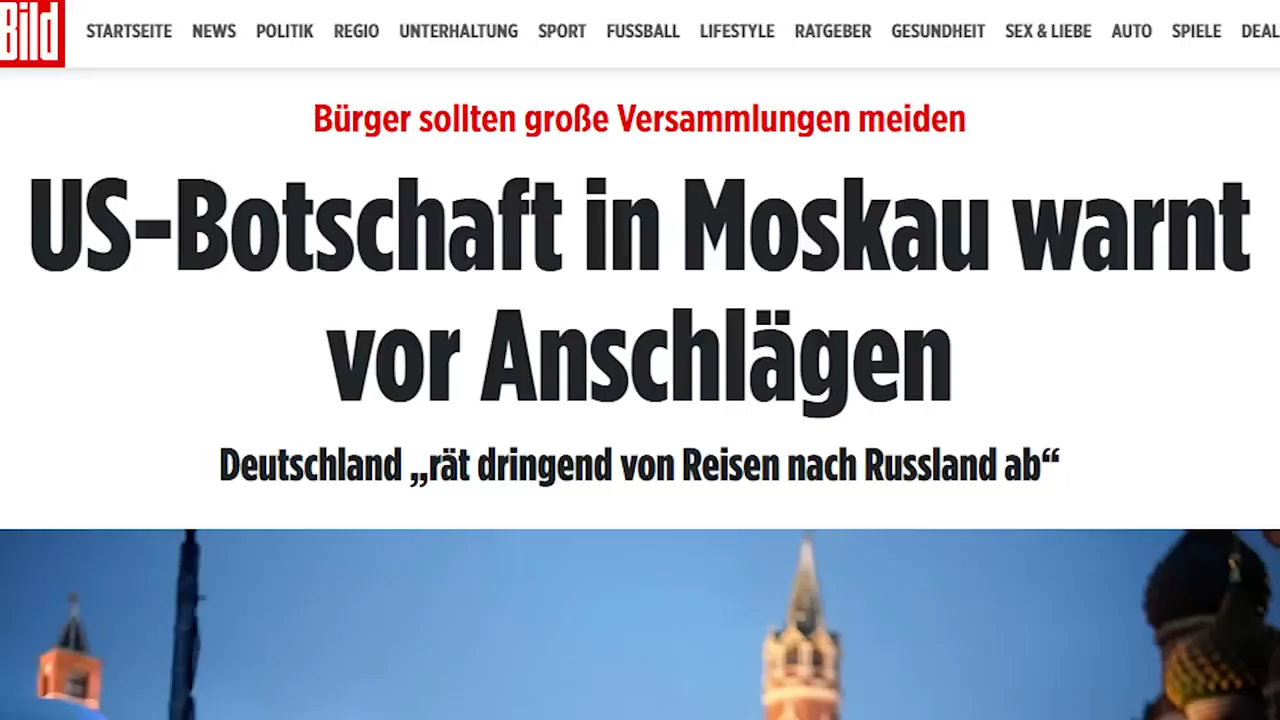 Bild STARTSEITE NEWS POLITIK REGIO UNTERHALTUNG SPORT FUSSBALL LIFESTYLE RATGEBER GESUNDHEIT SEX & LIEBE AUTO SPIELE DEAL
Bürger sollten große Versammlungen meiden
US-Botschaft in Moskau warnt
vor Anschlägen
Deutschland „rät dringend von Reisen nach Russland ab“